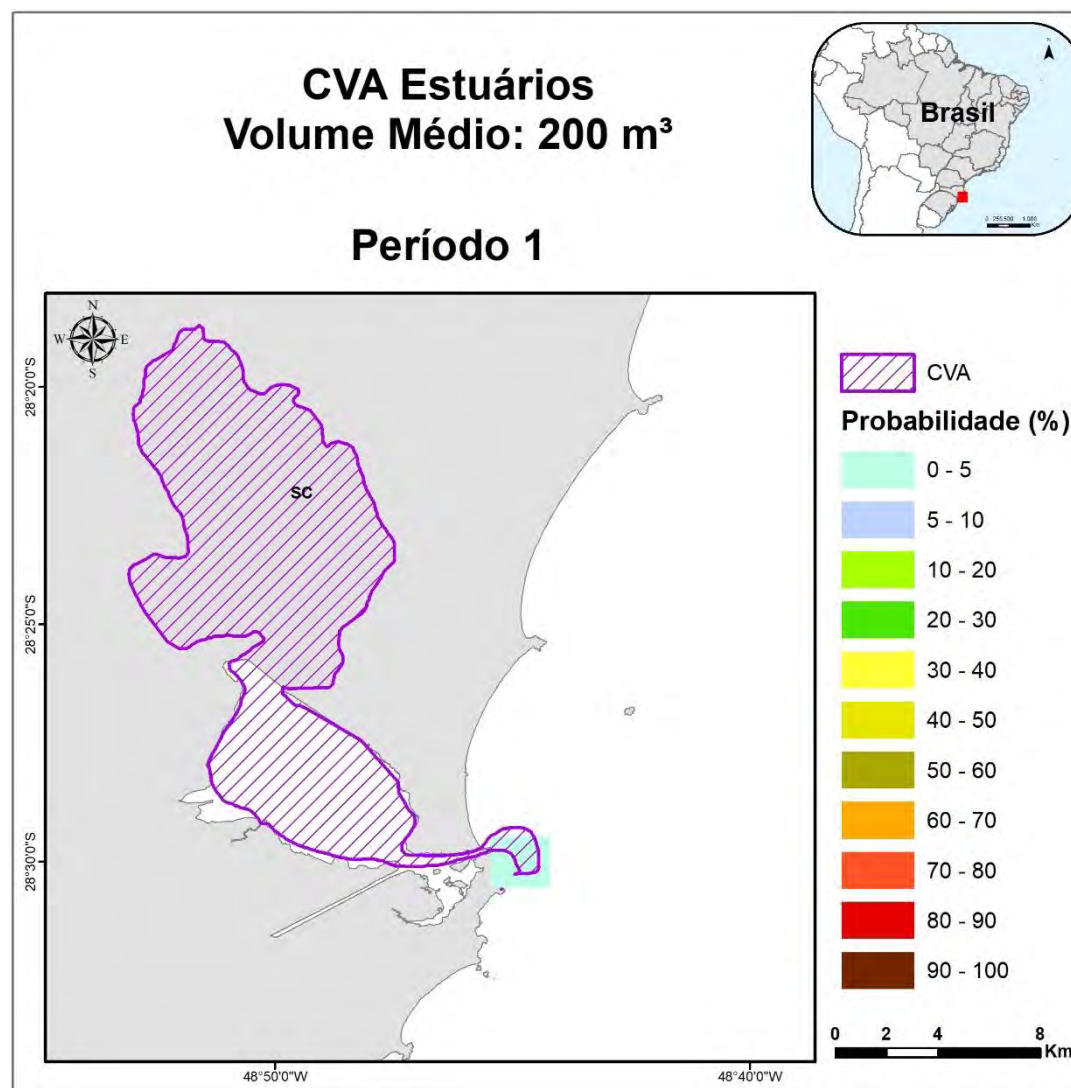 CVA Estuários
Volume Médio: 200 m³
Período 1
N
Brasil
Km
N
W
E
S
28°20'0"S
28°25'0"S
28°30'0"S
SC
48°50'0"W
48°40'0"W
CVA
Probabilidade (%)
0 - 5
5 - 10
10 - 20
20 - 30
30 - 40
40 - 50
50 - 60
60 - 70
70 - 80
80 - 90
90 - 100
0 2 4 8
Km